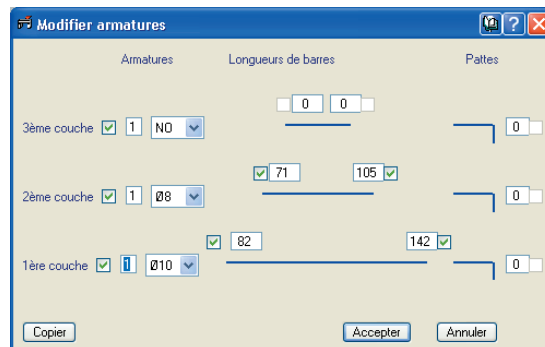 Modifier armatures
Armatures Longueurs de barres Pattes
3ème couche 1 NO 0 0 0
2ème couche 1 Ø8 71 105 0
1ère couche 1 Ø10 82 142 0
Copier Accepter Annuler